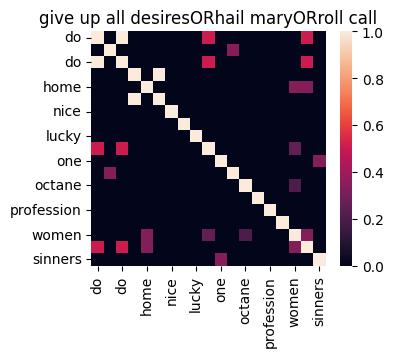 give up all desiresORhail maryORroll call
do
do
home
nice
lucky
one
octane
profession
women
sinners
1.0
0.8
0.6
0.4
0.2
0.0
do
do
home
nice
lucky
one
octane
profession
women
sinners